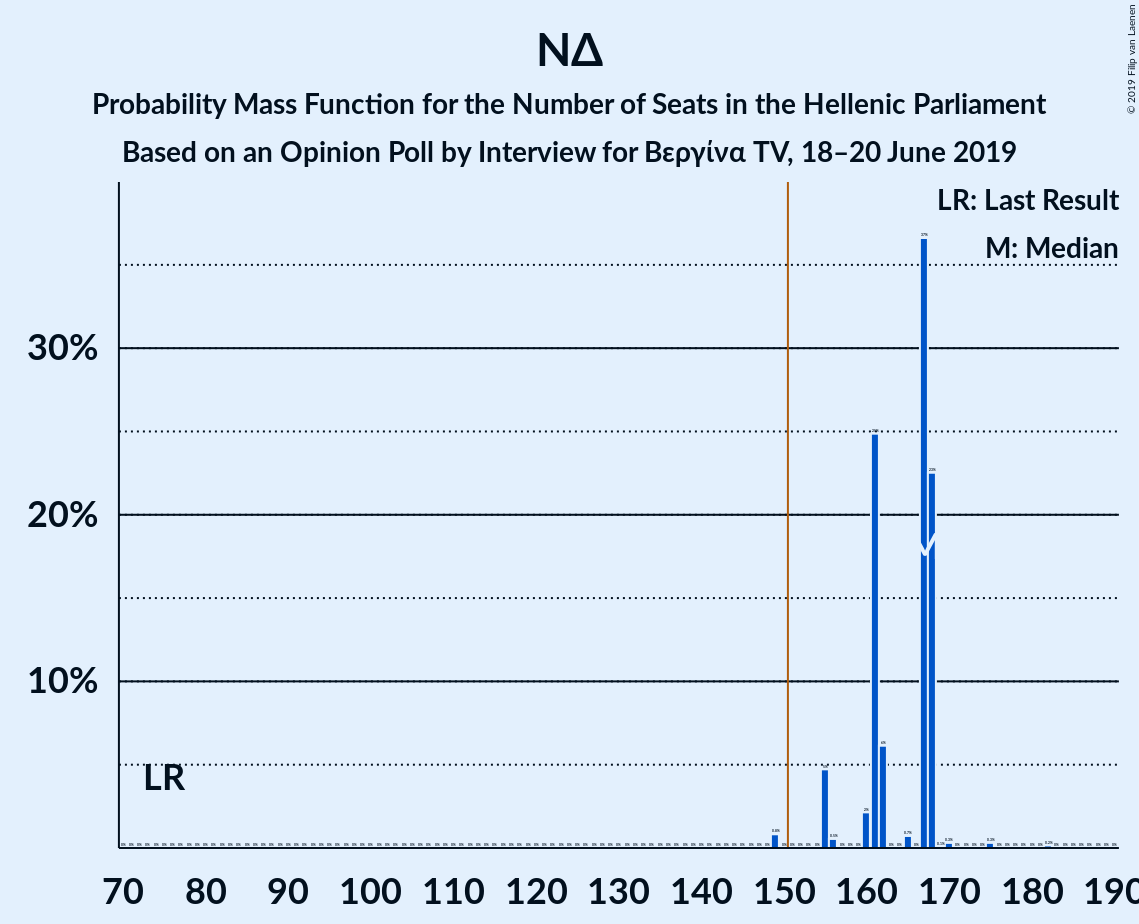 ΝΔ
Probability Mass Function for the Number of Seats in the Hellenic Parliament
Based on an Opinion Poll by Interview for Βεργίνα TV, 18–20 June 2019
© 2019 Filip van Laenen
LR: Last Result
M: Median
30%
20%
10%
LR
70 80 90 100 110 120 130 140 150 160 170 180 190